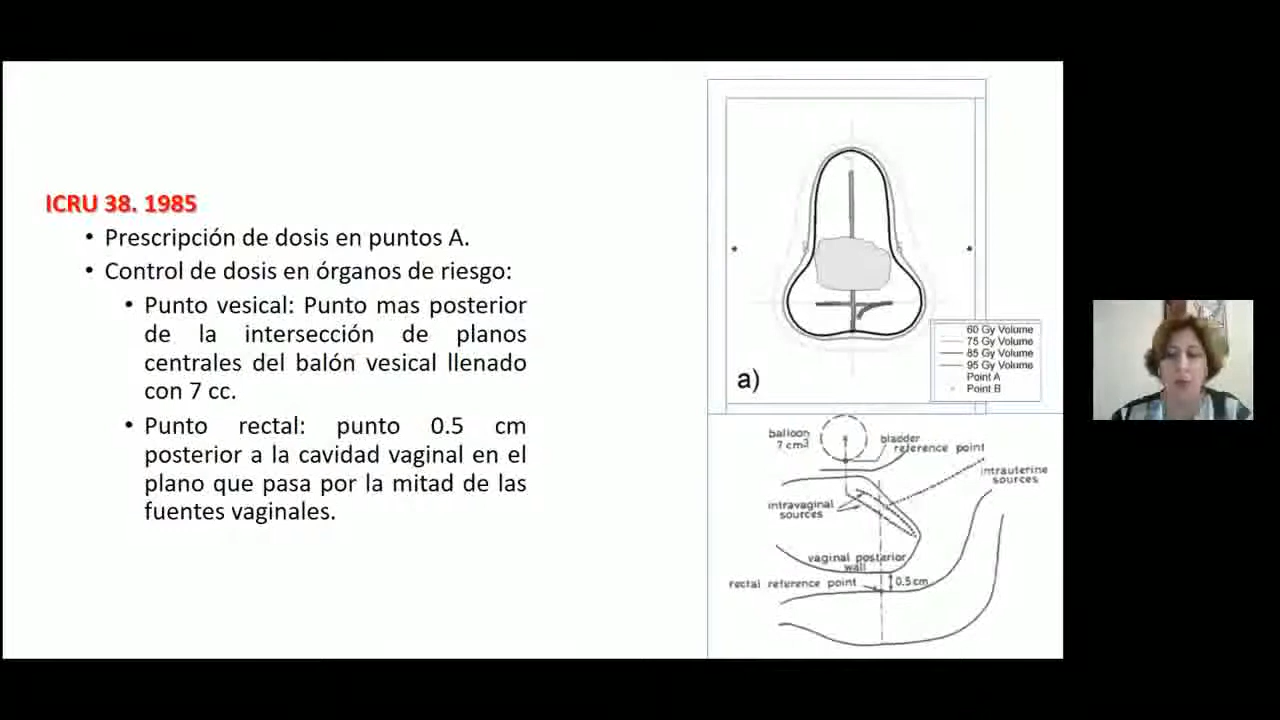 ICRU 38. 1985
• Prescripción de dosis en puntos A.
• Control de dosis en órganos de riesgo:
• Punto vesical: Punto mas posterior
de la intersección de planos
centrales del balón vesical llenado
con 7 cc.
• Punto rectal: punto 0.5 cm
posterior a la cavidad vaginal en el
plano que pasa por la mitad de las
fuentes vaginales.
a)
60 Gy Volume
75 Gy Volume
85 Gy Volume
95 Gy Volume
Point A
Point B
balloon
7 cm3
bladder
reference point
intrauterine
sources
intravaginal
sources
vaginal posterior
wall
rectal reference point
0.5cm